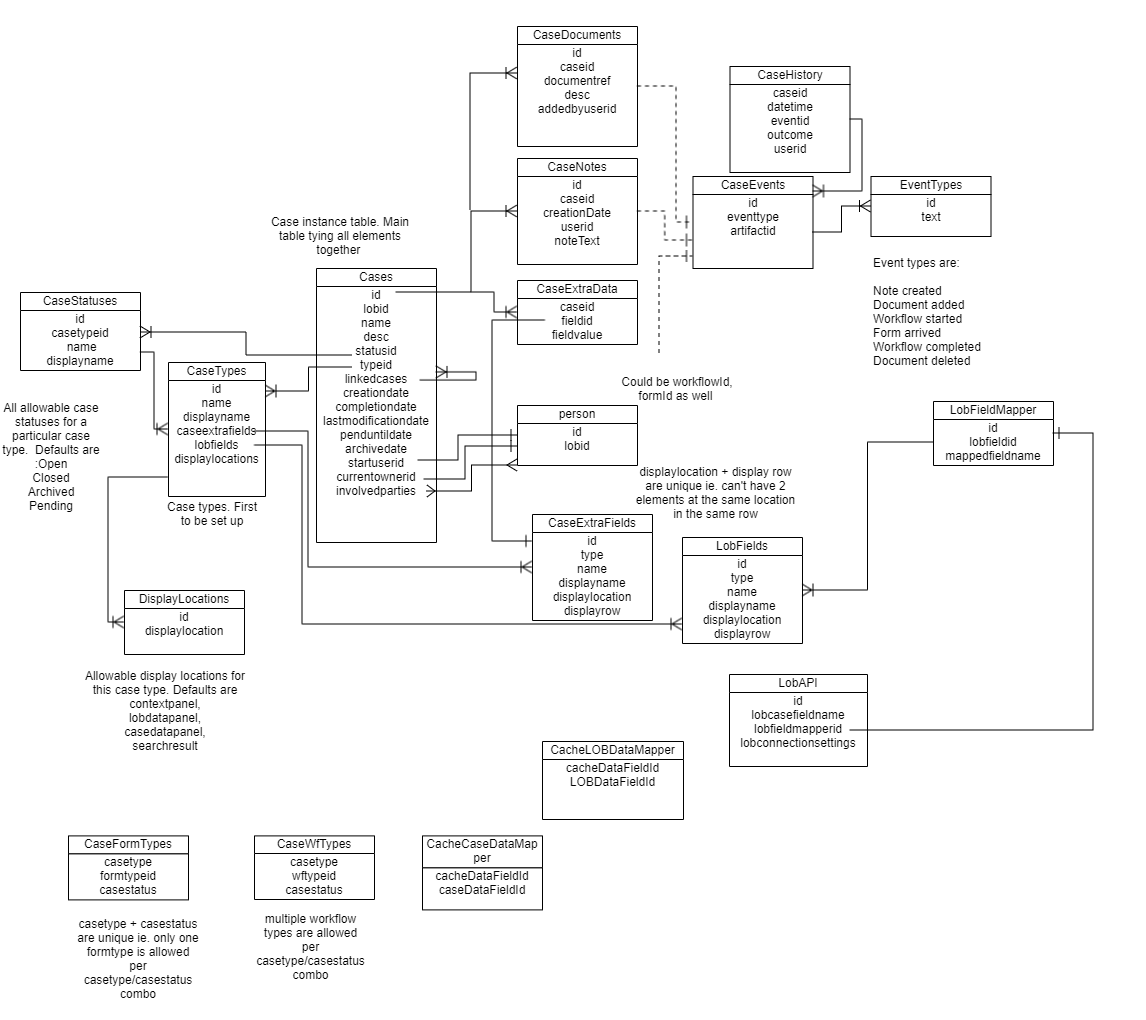 CaseDocuments
id
caseid
documentref
desc
addedbyuserid
CaseHistory
caseid
datetime
eventid
outcome
userid
CaseNotes
id
caseid
creationDate
userid
noteText
CaseEvents
id
eventtype
artifactid
EventTypes
id
text
Case instance table. Main
table tying all elements
together
Event types are:
Note created
Document added
Workflow started
Form arrived
Workflow completed
Document deleted
Cases
id
lobid
name
desc
statusid
typeid
linkedcases
creationdate
completiondate
lastmodificationdate
penduntildate
archivedate
startuserid
currentownerid
involvedparties
CaseExtraData
caseid
fieldid
fieldvalue
CaseStatuses
id
casetypeid
name
displayname
CaseTypes
id
name
displayname
caseextrafields
lobfields
displaylocations
All allowable case
statuses for a
particular case
type. Defaults are
:Open
Closed
Archived
Pending
Case types. First
to be set up
Could be workflowId,
formId as well
person
id
lobid
LobFieldMapper
id
lobfieldid
mappedfieldname
displaylocation + display row
are unique ie. can't have 2
elements at the same location
in the same row
CaseExtraFields
id
type
name
displayname
displaylocation
displayrow
LobFields
id
type
name
displayname
displaylocation
displayrow
DisplayLocations
id
displaylocation
Allowable display locations for
this case type. Defaults are
contextpanel,
lobdatapanel,
casedatapanel,
searchresult
LobAPI
id
lobcasefieldname
lobfieldmapperid
lobconnectionsettings
CacheLOBDataMapper
cacheDataFieldId
LOBDataFieldId
CaseFormTypes
casetype
formtypeid
casestatus
CaseWfTypes
casetype
wftypeid
casestatus
CacheCaseDataMap
per
cacheDataFieldId
caseDataFieldId
casetype + casestatus
are unique ie. only one
formtype is allowed
per
casetype/casestatus
combo
multiple workflow
types are allowed
per
casetype/casestatus
combo